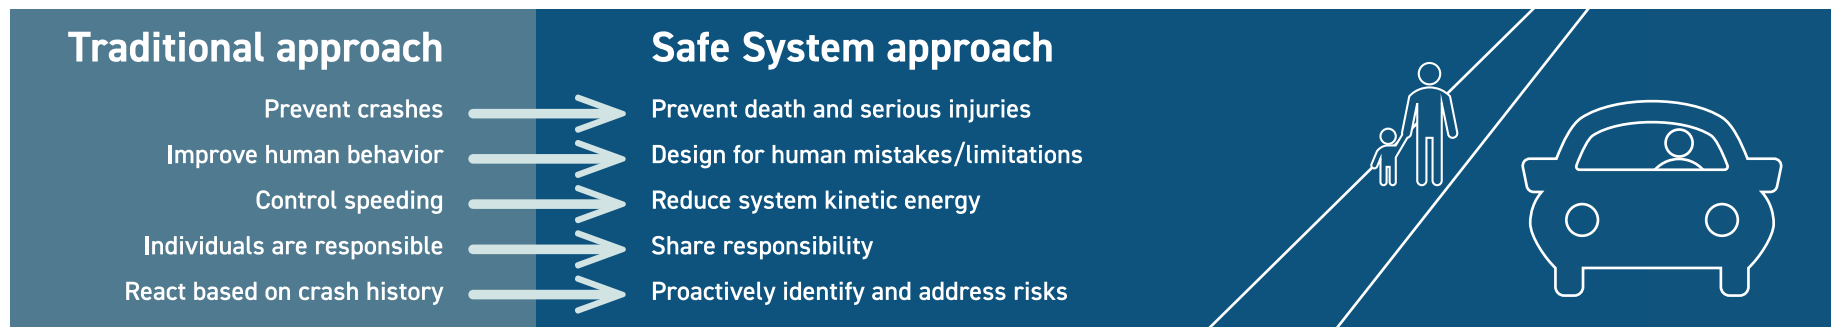 Traditional approach
Safe System approach
Prevent crashes
Prevent death and serious injuries
Improve human behavior
Design for human mistakes/limitations
Control speeding
Reduce system kinetic energy
Individuals are responsible
Share responsibility
React based on crash history
Proactively identify and address risks